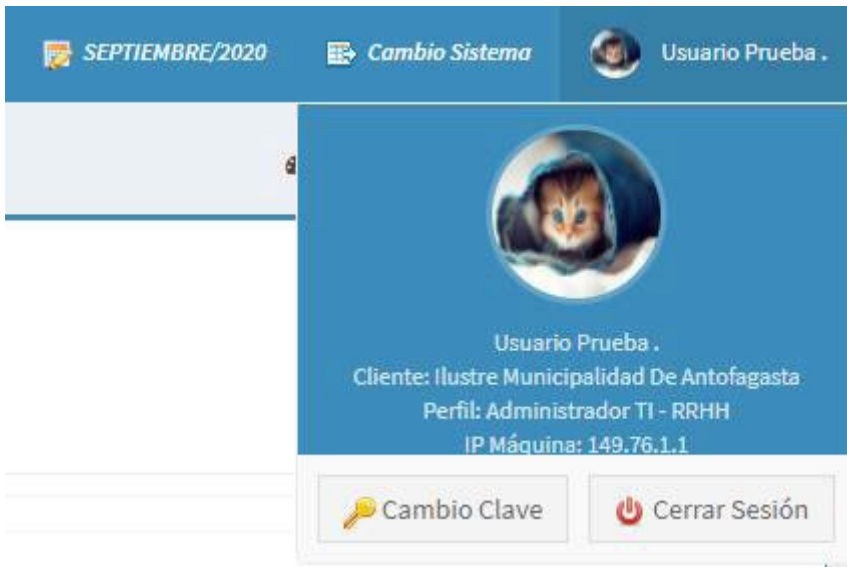 SEPTIEMBRE/2020 Cambio Sistema Usuario Prueba .
Usuario Prueba .
Cliente: Ilustre Municipalidad De Antofagasta
Perfil: Administrador TI - RRHH
IP Máquina: 149.76.1.1
Cambio Clave Cerrar Sesión